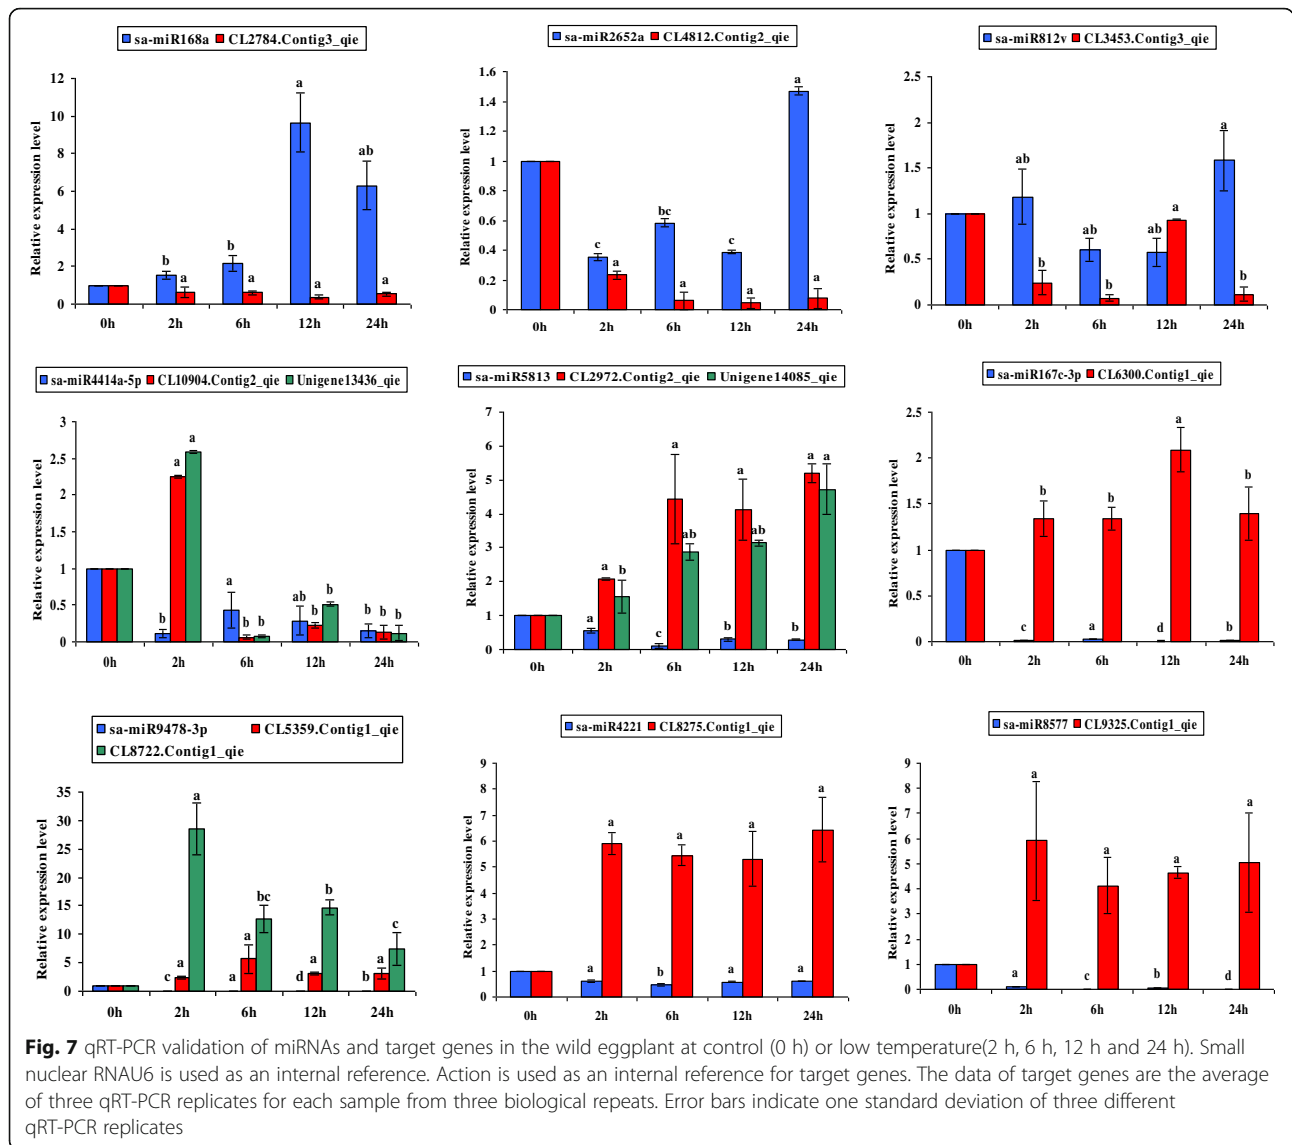 sa-miR168a CL2784.Contig3_qie
Relative expression level
12
10
8
6
4
2
0
b a
b a
a a
ab a
0h 2h 6h 12h 24h
sa-miR2652a CL4812.Contig2_qie
Relative expression level
1.6
1.4
1.2
1
0.8
0.6
0.4
0.2
0
c a
bc a
c a
a a
0h 2h 6h 12h 24h
sa-miR812v CL3453.Contig3_qie
Relative expression level
2.5
2
1.5
1
0.5
0
ab b
ab b
ab a
a b
0h 2h 6h 12h 24h
sa-miR4414a-5p CL10904.Contig2_qie Unigene13436_qie
Relative expression level
3
2.5
2
1.5
1
0.5
0
b a a
a b b
ab b b
b b b
0h 2h 6h 12h 24h
sa-miR5813 CL2972.Contig2_qie Unigene14085_qie
Relative expression level
7
6
5
4
3
2
1
0
a a b
c a ab
b a ab
b a a
0h 2h 6h 12h 24h
sa-miR167c-3p CL6300.Contig1_qie
Relative expression level
2.5
2
1.5
1
0.5
0
c b
a b
d a
b b
0h 2h 6h 12h 24h
sa-miR9478-3p CL5359.Contig1_qie
CL8722.Contig1_qie
Relative expression level
35
30
25
20
15
10
5
0
c a a
a a bc
d a b
b a c
0h 2h 6h 12h 24h
sa-miR4221 CL8275.Contig1_qie
Relative expression level
9
8
7
6
5
4
3
2
1
0
a a
b a
a a
a a
0h 2h 6h 12h 24h
sa-miR8577 CL9325.Contig1_qie
Relative expression level
9
8
7
6
5
4
3
2
1
0
a a
c a
b a
d a
0h 2h 6h 12h 24h
Fig. 7 qRT-PCR validation of miRNAs and target genes in the wild eggplant at control (0 h) or low temperature(2 h, 6 h, 12 h and 24 h). Small
nuclear RNAU6 is used as an internal reference. Action is used as an internal reference for target genes. The data of target genes are the average
of three qRT-PCR replicates for each sample from three biological repeats. Error bars indicate one standard deviation of three different
qRT-PCR replicates